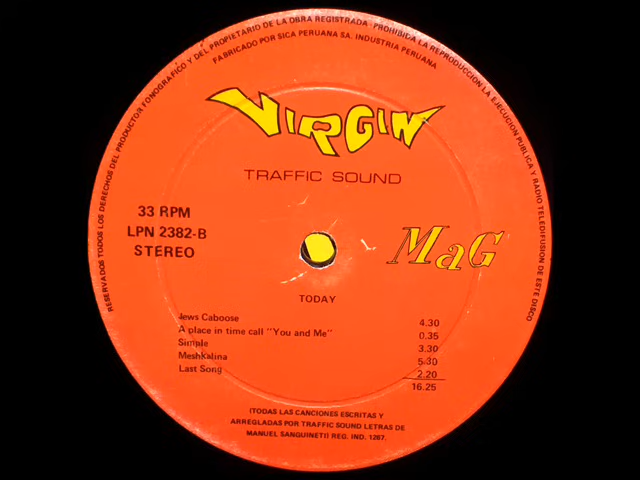 RESERVADOS TODOS LOS DERECHOS DEL PRODUCTOR FONOGRAFICO Y DEL PROPIETARIO DE LA OBRA REGISTRADA · PROHIBIDA LA REPRODUCCION LA EJECUCION PUBLICA Y RADIO TELEDIFUSION DE ESTE DISCO
FABRICADO POR SICA PERUANA SA. INDUSTRIA PERUANA
VIRGIN
TRAFFIC SOUND
33 RPM
LPN 2382-B
STEREO
MaG
TODAY
Jews Caboose 4.30
A place in time call "You and Me" 0.35
Simple 3.30
Meshkalina 5.30
Last Song 2.20
16.25
(TODAS LAS CANCIONES ESCRITAS Y
ARREGLADAS POR TRAFFIC SOUND LETRAS DE
MANUEL SANGUINETI) REG. IND. 1287.